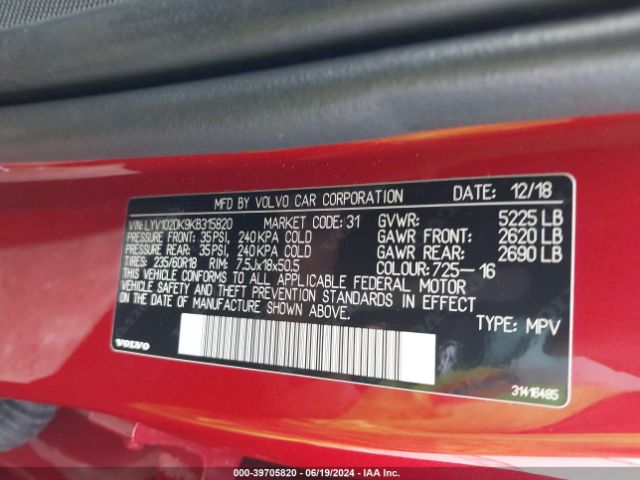 MFD BY VOLVO CAR CORPORATION DATE: 12/18
VIN:LYV102DK9KB315820 MARKET CODE:31 GVWR: 5225 LB
PRESSURE FRONT: 35PSI, 240KPA COLD GAWR FRONT: 2620 LB
PRESSURE REAR: 35PSI, 240KPA COLD GAWR REAR: 2690 LB
TIRES: 235/60R18 RIM: 7.5Jx18x50.5 COLOUR:725-16
THIS VEHICLE CONFORMS TO ALL APPLICABLE FEDERAL MOTOR
VEHICLE SAFETY AND THEFT PREVENTION STANDARDS IN EFFECT
ON THE DATE OF MANUFACTURE SHOWN ABOVE.
TYPE: MPV
VOLVO
31416485
000-39705820 - 06/19/2024 - IAA Inc.